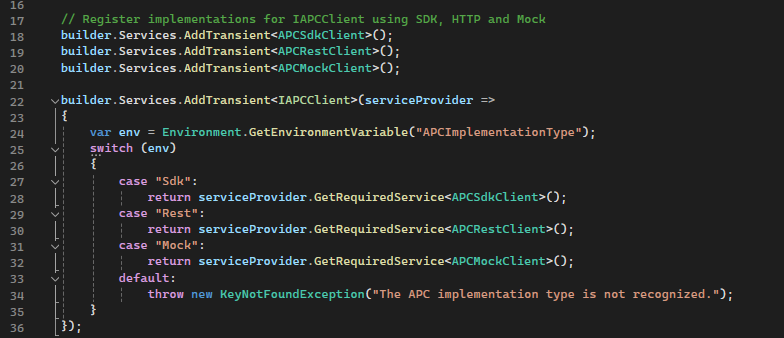 16
17 // Register implementations for IAPCClient using SDK, HTTP and Mock
18 builder.Services.AddTransient<APCSdkClient>();
19 builder.Services.AddTransient<APCRestClient>();
20 builder.Services.AddTransient<APCMockClient>();
21
22 builder.Services.AddTransient<IAPCClient>(serviceProvider =>
23 {
24     var env = Environment.GetEnvironmentVariable("APCImplementationType");
25     switch (env)
26     {
27         case "Sdk":
28             return serviceProvider.GetRequiredService<APCSdkClient>();
29         case "Rest":
30             return serviceProvider.GetRequiredService<APCRestClient>();
31         case "Mock":
32             return serviceProvider.GetRequiredService<APCMockClient>();
33         default:
34             throw new KeyNotFoundException("The APC implementation type is not recognized.");
35     }
36 });